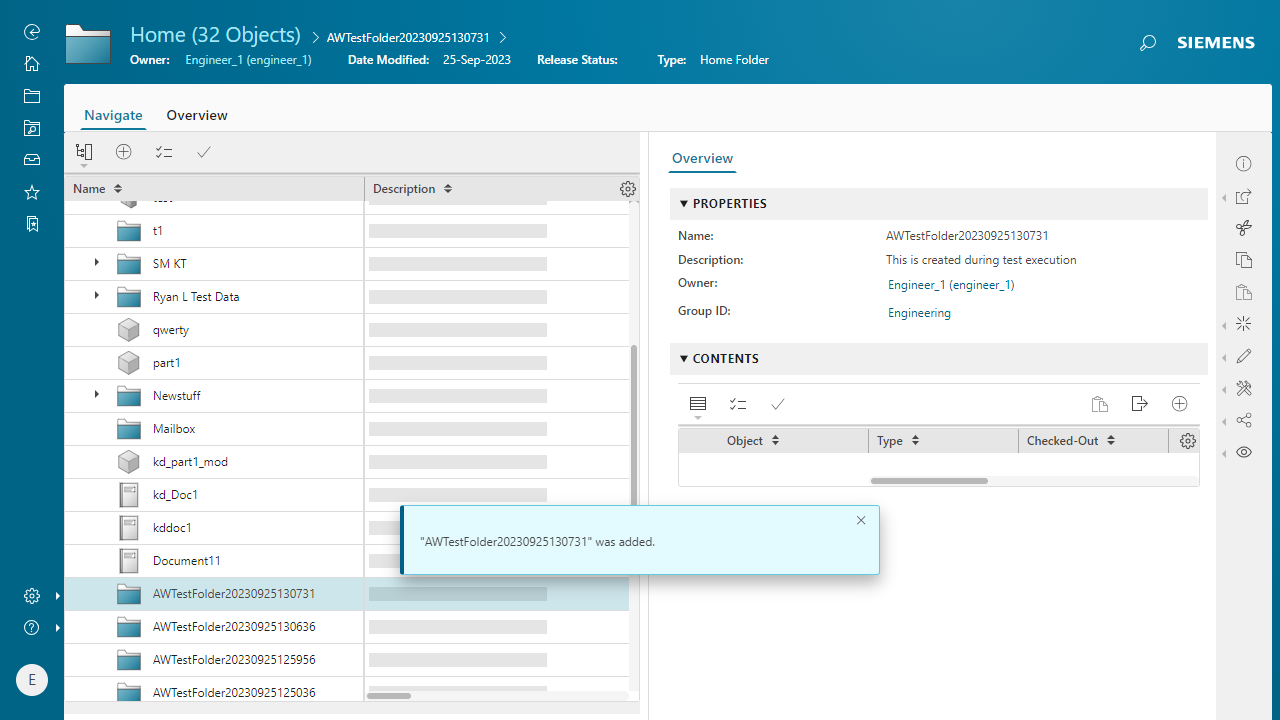 Home (32 Objects)
AWTestFolder20230925130731
SIEMENS
Owner: Engineer_1 (engineer_1) Date Modified: 25-Sep-2023 Release Status: Type: Home Folder
Navigate Overview
Overview
Name Description
PROPERTIES
t1
Name: AWTestFolder20230925130731
SM KT
Description: This is created during test execution
Owner: Engineer_1 (engineer_1)
Ryan L Test Data
Group ID: Engineering
qwerty
part1
CONTENTS
Newstuff
Mailbox
Object Type Checked-Out
kd_part1_mod
kd_Doc1
kddoc1
"AWTestFolder20230925130731" was added.
Document11
AWTestFolder20230925130731
AWTestFolder20230925130636
AWTestFolder20230925125956
E
AWTestFolder20230925125036